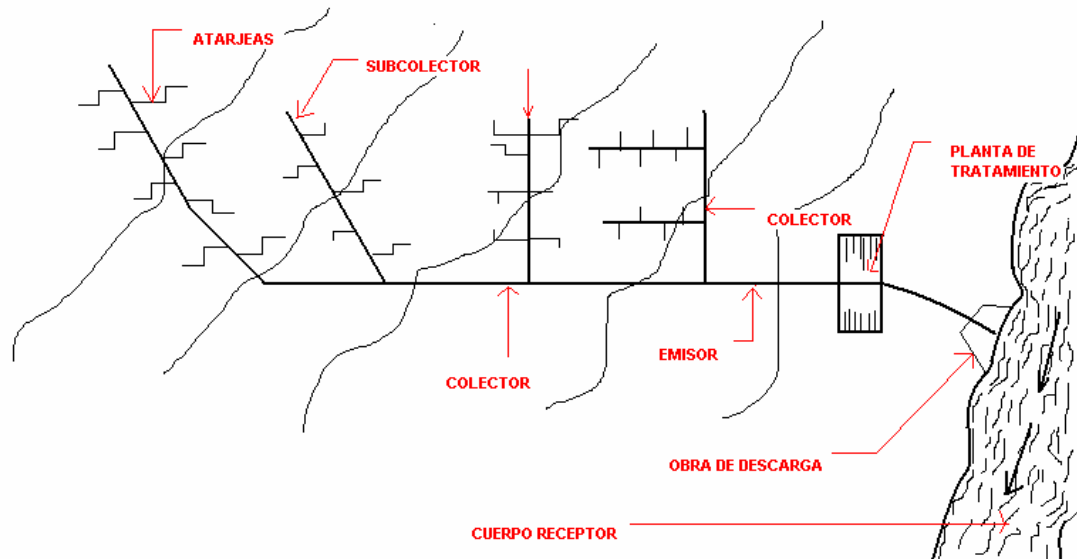 ATARJEAS
SUBCOLECTOR
PLANTA DE
TRATAMIENTO
COLECTOR
EMISOR
COLECTOR
OBRA DE DESCARGA
CUERPO RECEPTOR